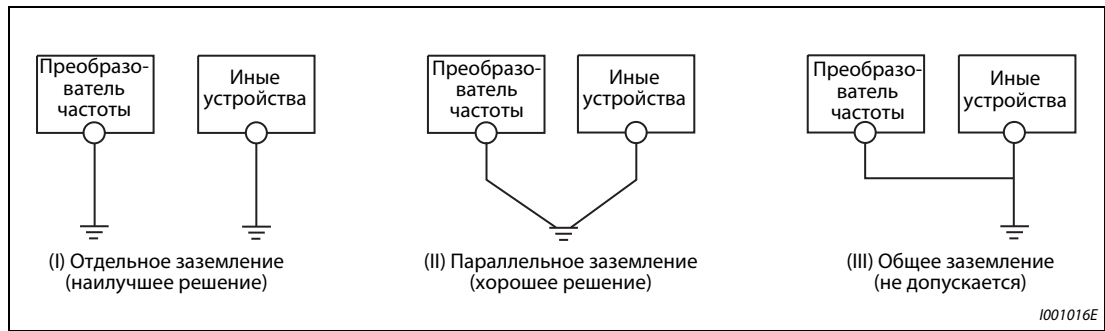 Преобразо-
ватель
частоты
Иные
устройства
Преобразо-
ватель
частоты
Иные
устройства
Преобразо-
ватель
частоты
Иные
устройства
(I) Отдельное заземление
(наилучшее решение)
(II) Параллельное заземление
(хорошее решение)
(III) Общее заземление
(не допускается)
I001016E